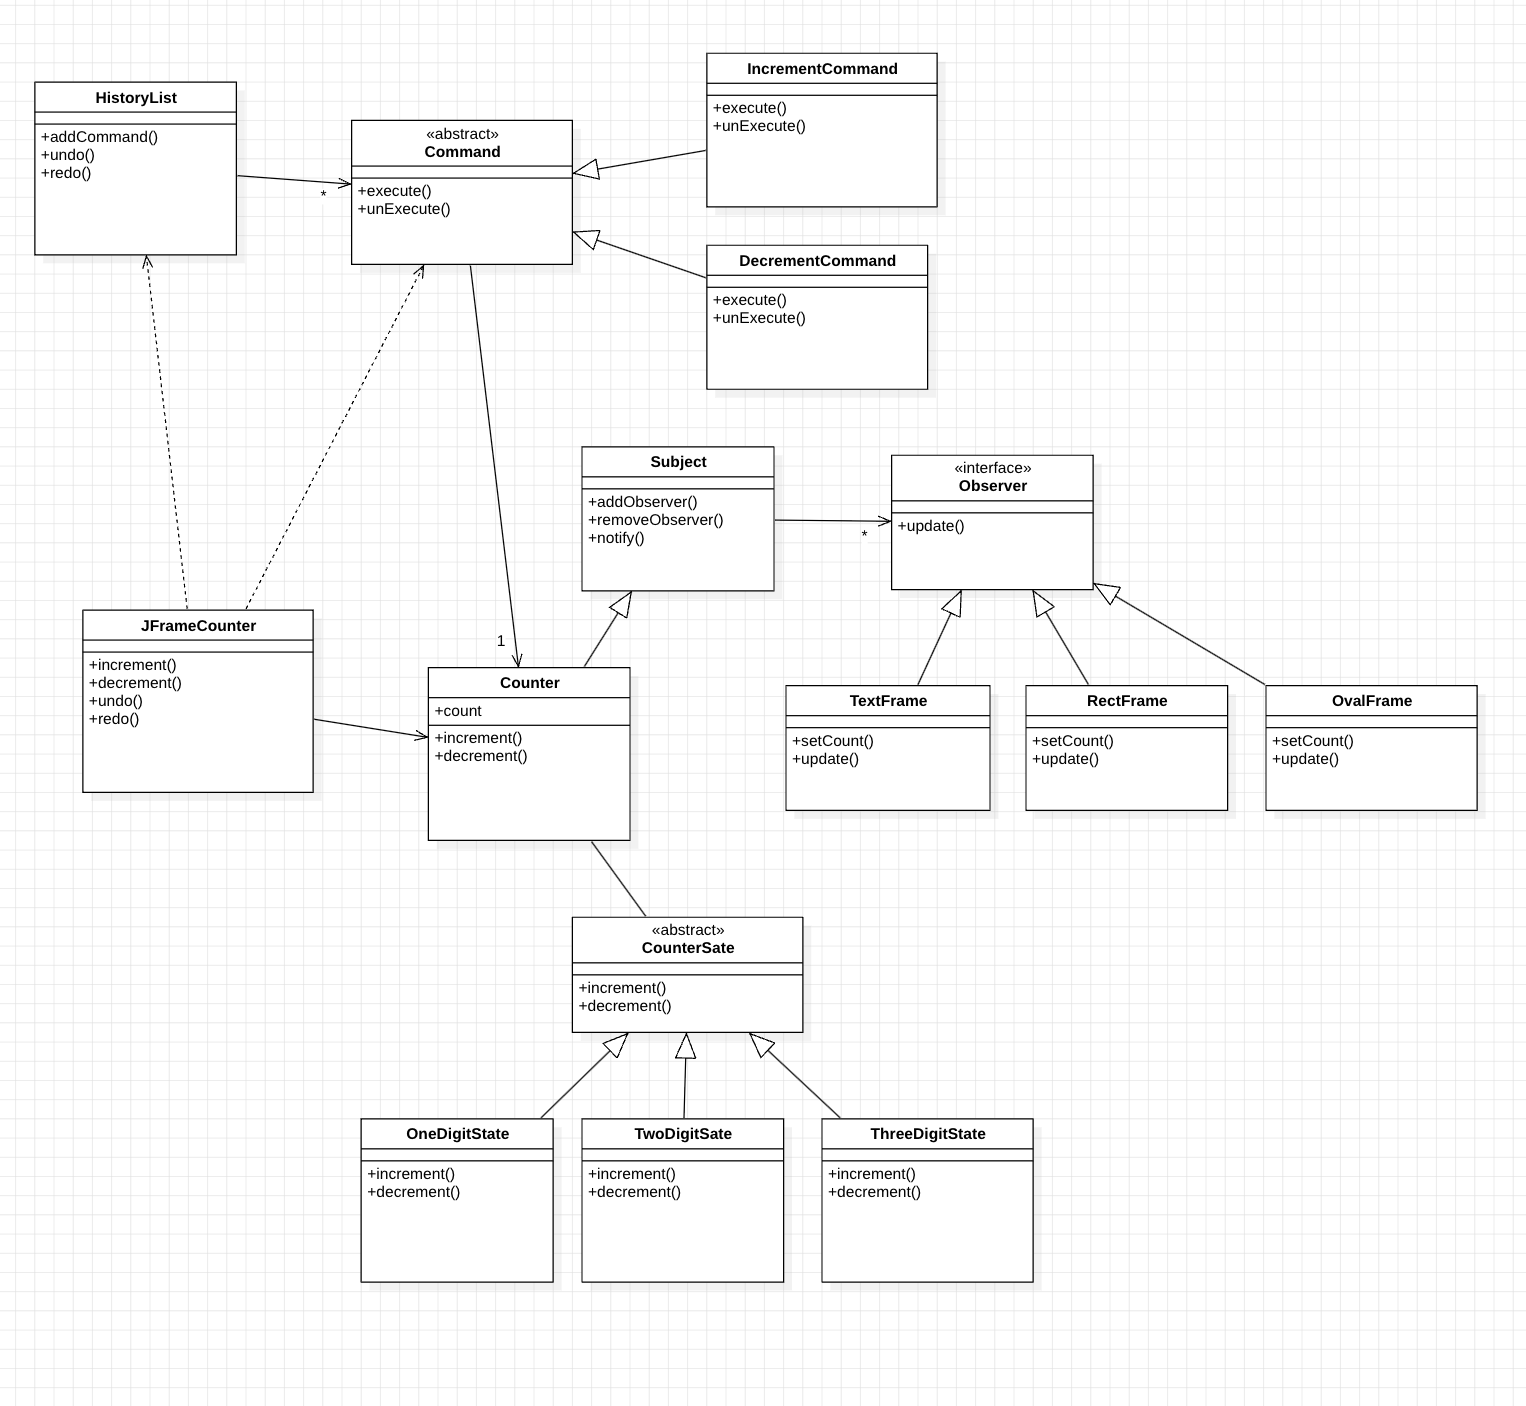 IncrementCommand
+execute()
+unExecute()
HistoryList
+addCommand()
+undo()
+redo()
«abstract»
Command
+execute()
+unExecute()
*
DecrementCommand
+execute()
+unExecute()
Subject
+addObserver()
+removeObserver()
+notify()
«interface»
Observer
+update()
*
JFrameCounter
+increment()
+decrement()
+undo()
+redo()
1
Counter
+count
+increment()
+decrement()
TextFrame
+setCount()
+update()
RectFrame
+setCount()
+update()
OvalFrame
+setCount()
+update()
«abstract»
CounterSate
+increment()
+decrement()
OneDigitState
+increment()
+decrement()
TwoDigitSate
+increment()
+decrement()
ThreeDigitState
+increment()
+decrement()